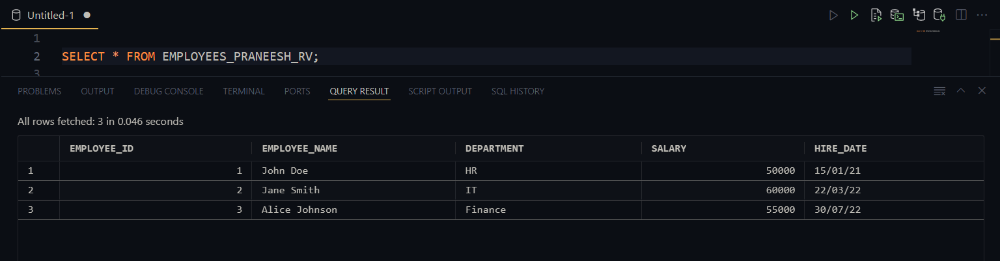 Untitled-1
1
2 SELECT * FROM EMPLOYEES_PRANEESH_RV;
3
PROBLEMS OUTPUT DEBUG CONSOLE TERMINAL PORTS QUERY RESULT SCRIPT OUTPUT SQL HISTORY
All rows fetched: 3 in 0.046 seconds
EMPLOYEE_ID EMPLOYEE_NAME DEPARTMENT SALARY HIRE_DATE
1 1 John Doe HR 50000 15/01/21
2 2 Jane Smith IT 60000 22/03/22
3 3 Alice Johnson Finance 55000 30/07/22